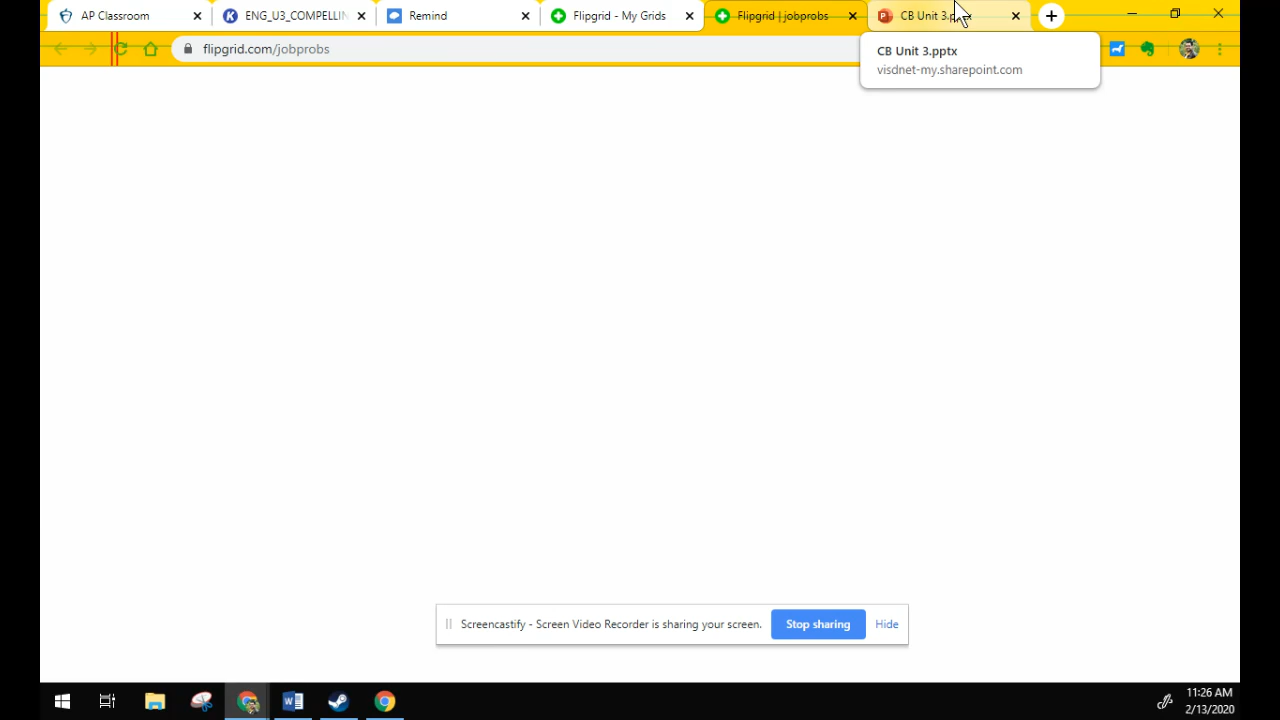 AP Classroom
ENG_U3_COMPELLIN
Remind
Flipgrid - My Grids
Flipgrid | jobprobs
CB Unit 3.pptx
flipgrid.com/jobprobs
CB Unit 3.pptx
visdnet-my.sharepoint.com
Screencastify - Screen Video Recorder is sharing your screen.
Stop sharing
Hide
11:26 AM
2/13/2020